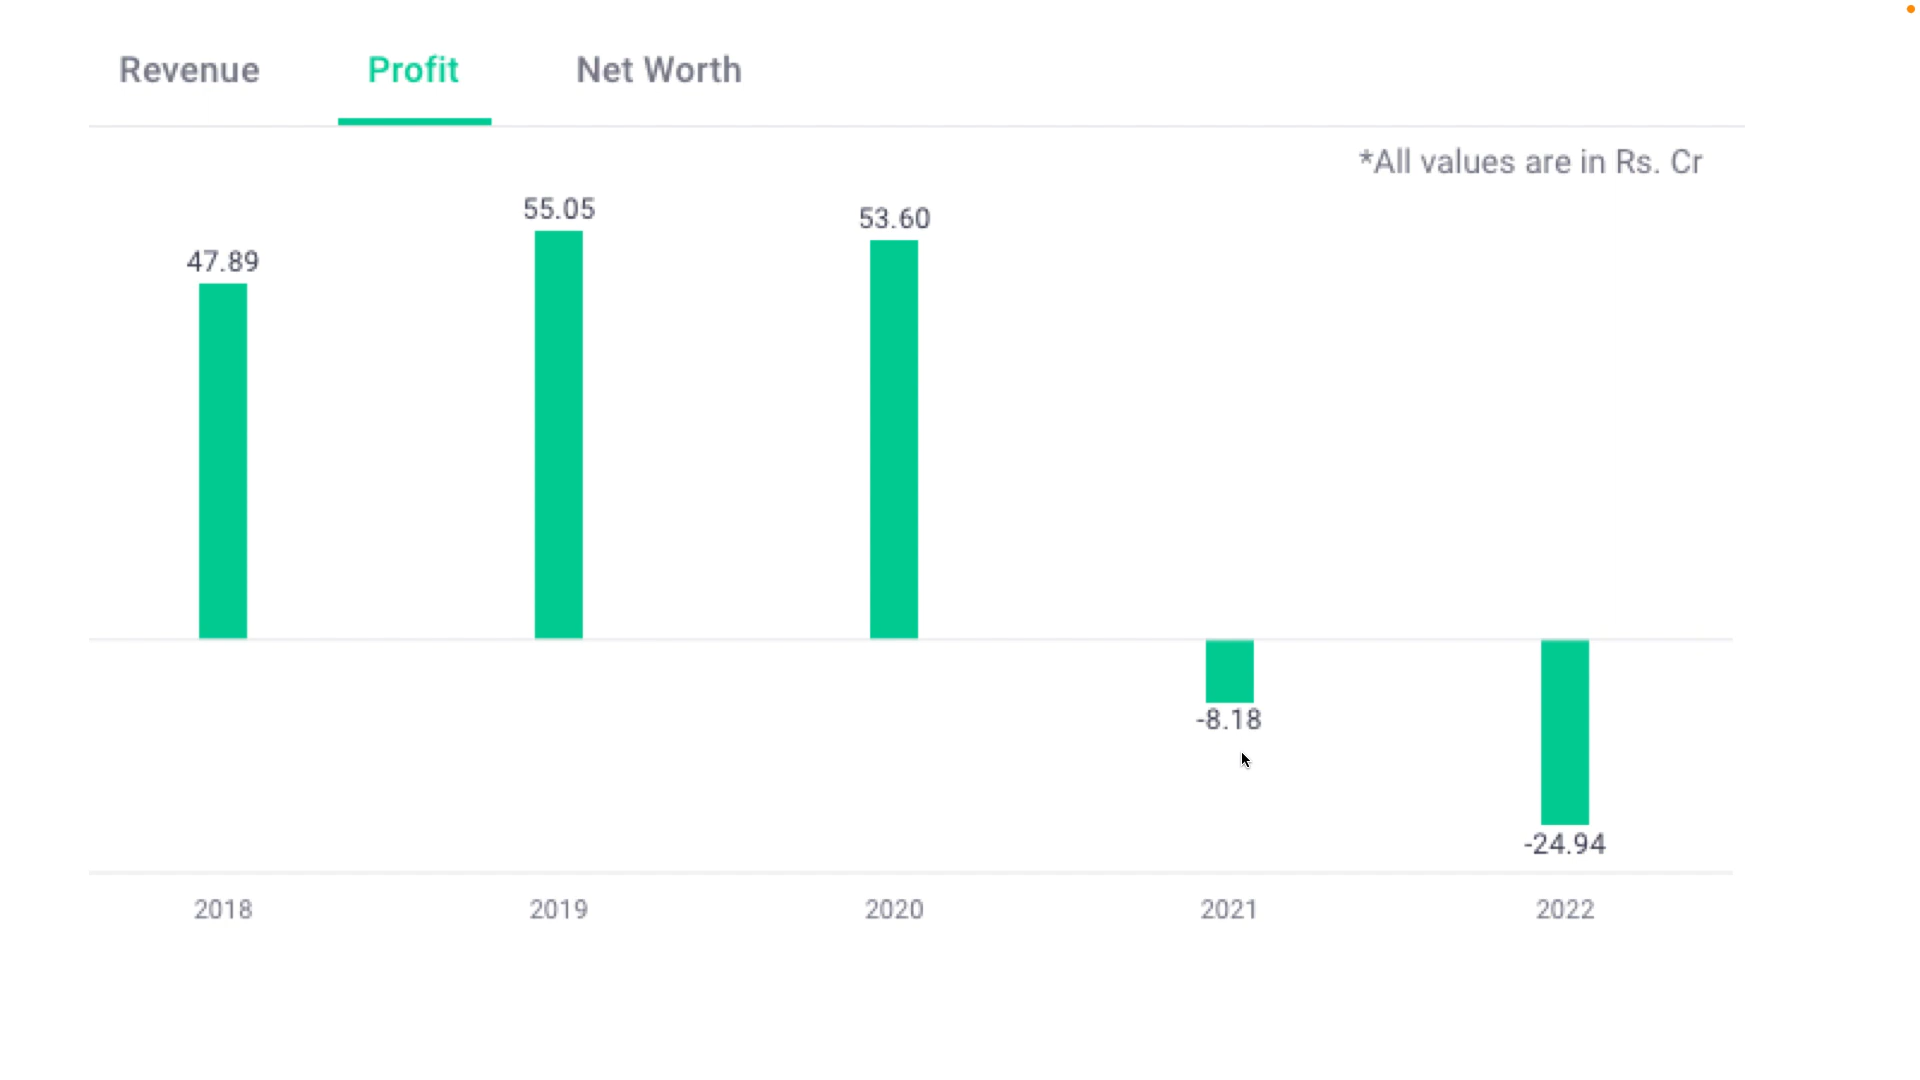 Revenue Profit Net Worth
*All values are in Rs. Cr
47.89 55.05 53.60 -8.18 -24.94
2018 2019 2020 2021 2022